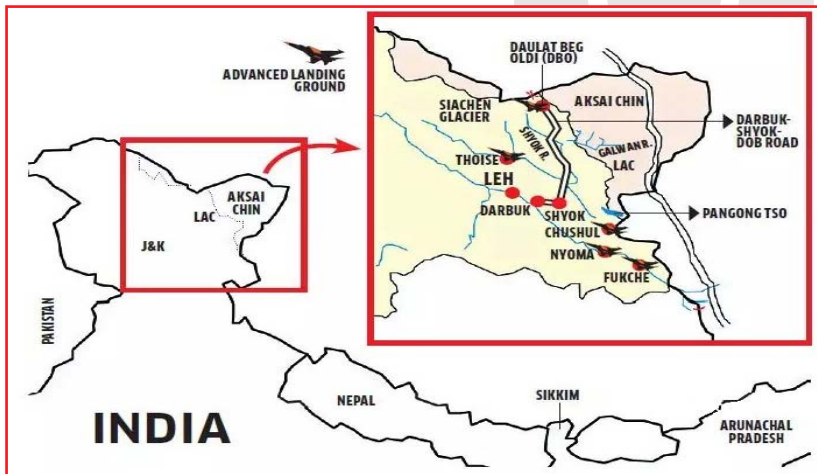 ADVANCED LANDING
GROUND
J&K
LAC
AKSAI
CHIN
PAKISTAN
INDIA
NEPAL
SIKKIM
ARUNACHAL
PRADESH
DAULAT BEG
OLDI (DBO)
SIACHEN
GLACIER
AKSAI CHIN
DARBUK-
SHYOK-
DOB ROAD
SHYOK R.
GALWAN R.
LAC
THOISE
LEH
DARBUK
SHYOK
PANGONG TSO
CHUSHUL
NYOMA
FUKCHE